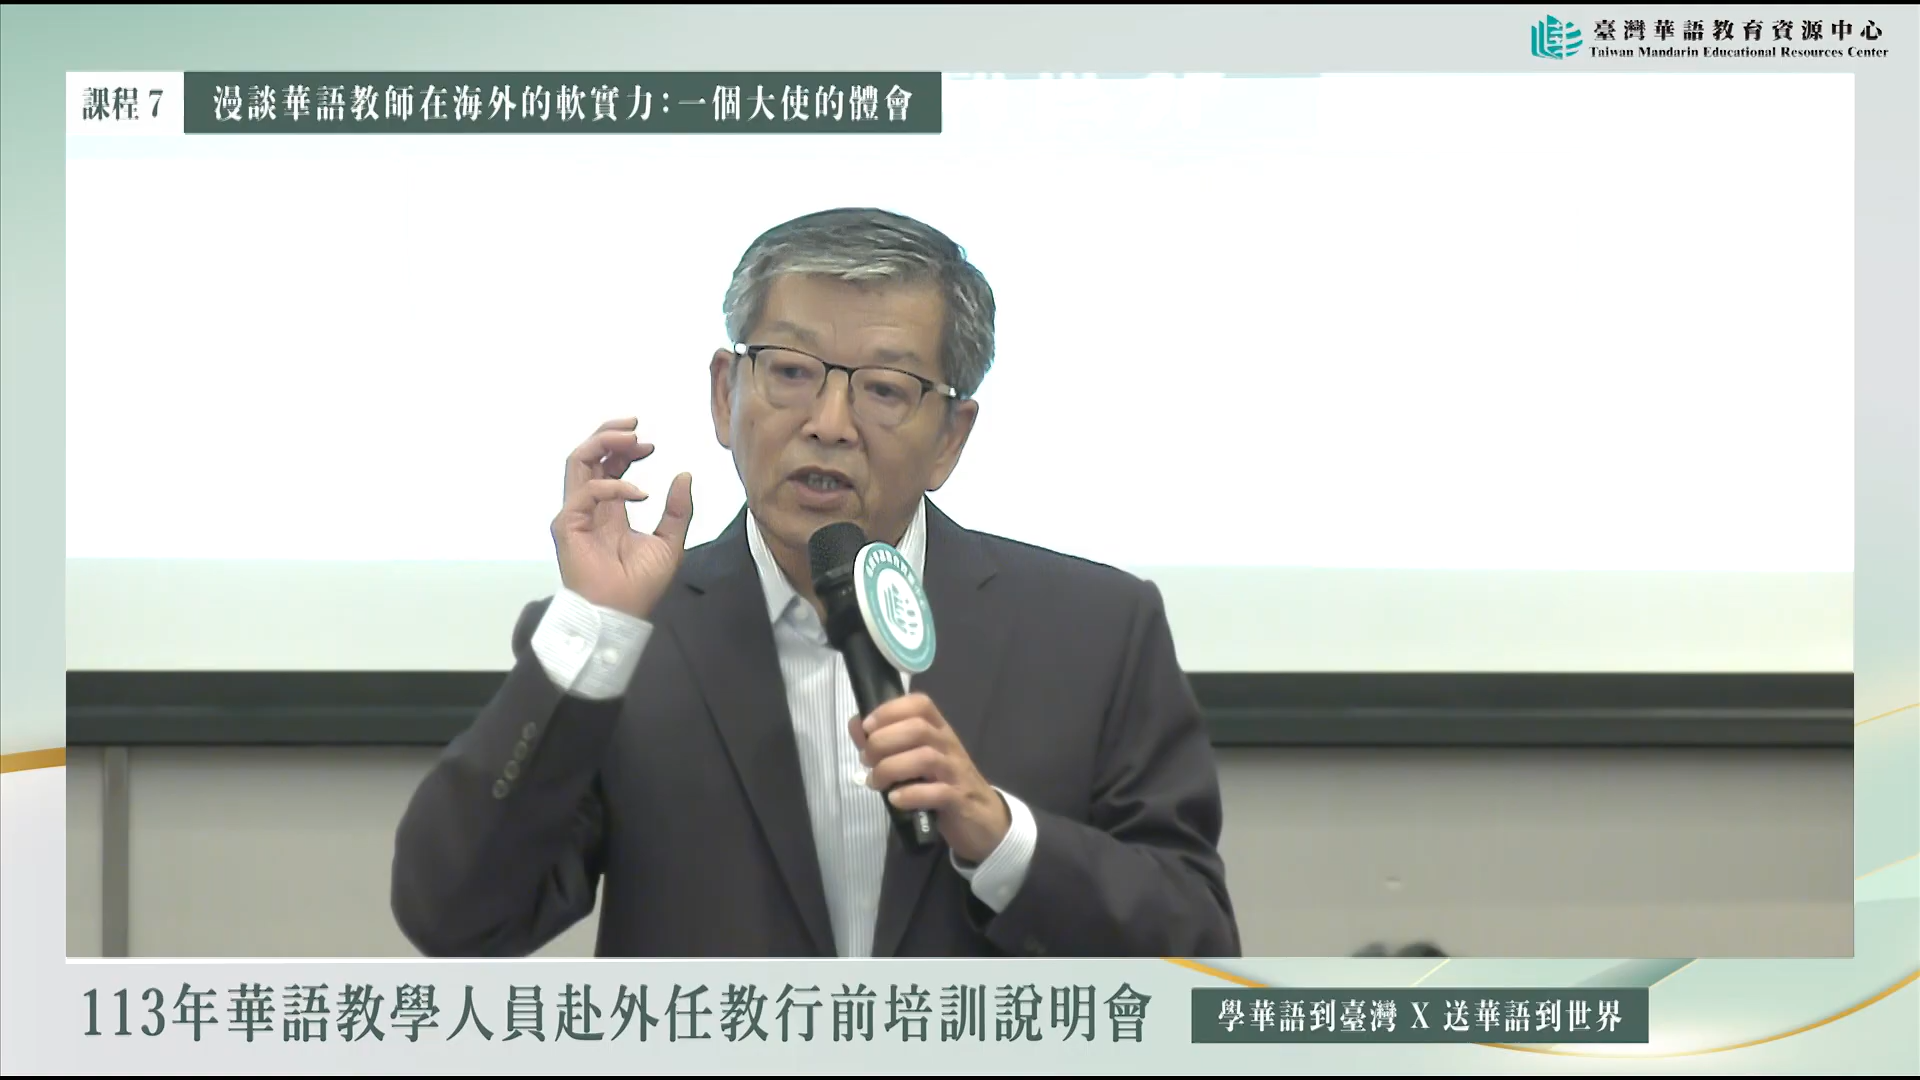 臺灣華語教育資源中心
Taiwan Mandarin Educational Resources Center
課程 7
漫談華語教師在海外的軟實力：一個大使的體會
113年華語教學人員赴外任教行前培訓說明會
學華語到臺灣 X 送華語到世界